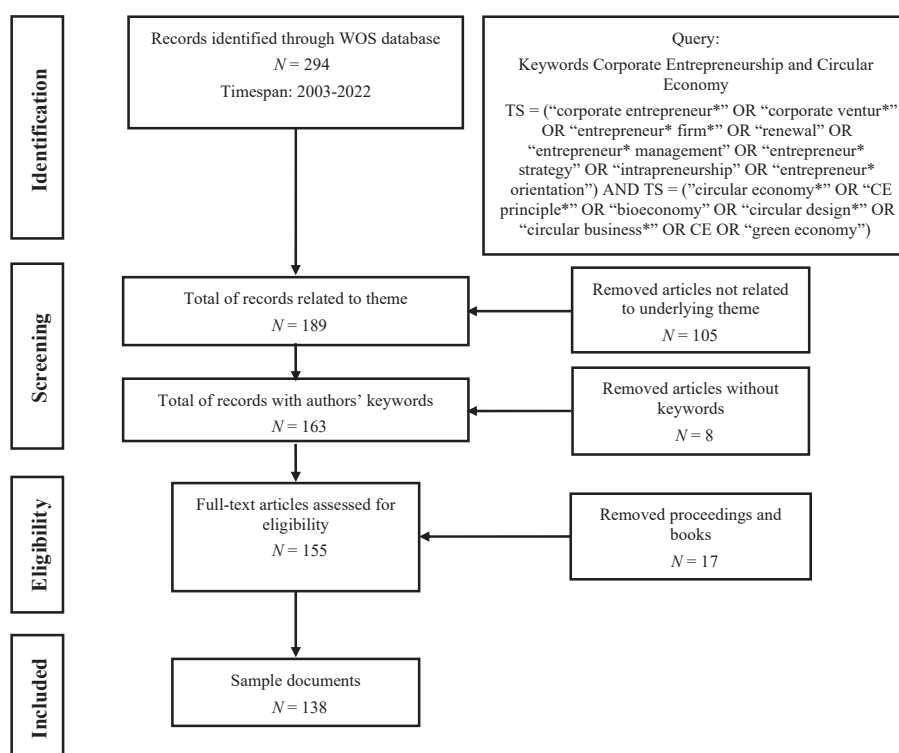 Identification
Records identified through WOS database
N = 294
Timespan: 2003-2022
Query:
Keywords Corporate Entrepreneurship and Circular
Economy
TS = (“corporate entrepreneur*” OR “corporate ventur*”
OR “entrepreneur* firm*” OR “renewal” OR
“entrepreneur* management” OR “entrepreneur*
strategy” OR “intrapreneurship” OR “entrepreneur*
orientation”) AND TS = (”circular economy*” OR “CE
principle*” OR “bioeconomy” OR “circular design*” OR
“circular business*” OR CE OR “green economy”)
Screening
Total of records related to theme
N = 189
Removed articles not related
to underlying theme
N = 105
Total of records with authors’ keywords
N = 163
Removed articles without
keywords
N = 8
Eligibility
Full-text articles assessed for
eligibility
N = 155
Removed proceedings and
books
N = 17
Included
Sample documents
N = 138